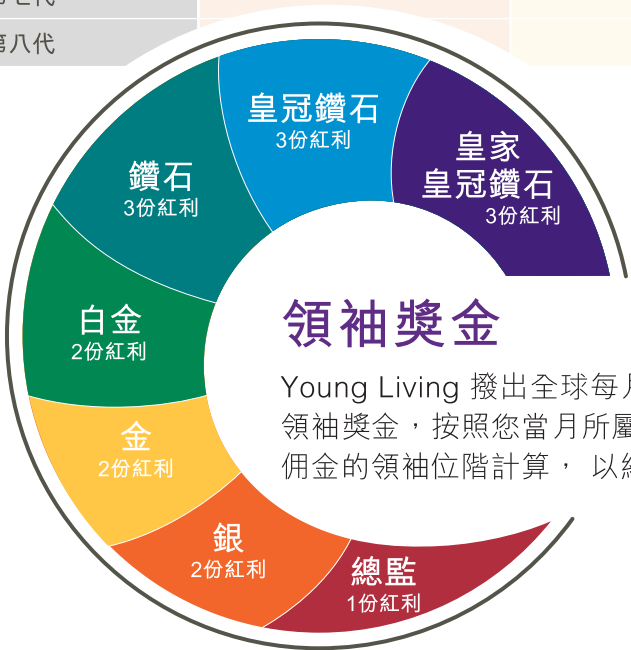 第八代
皇冠鑽石
3份紅利
皇家
皇冠鑽石
3份紅利
鑽石
3份紅利
白金
2份紅利
金
2份紅利
銀
2份紅利
總監
1份紅利
領袖獎金
Young Living 撥出全球每月
領袖獎金，按照您當月所屬
佣金的領袖位階計算， 以